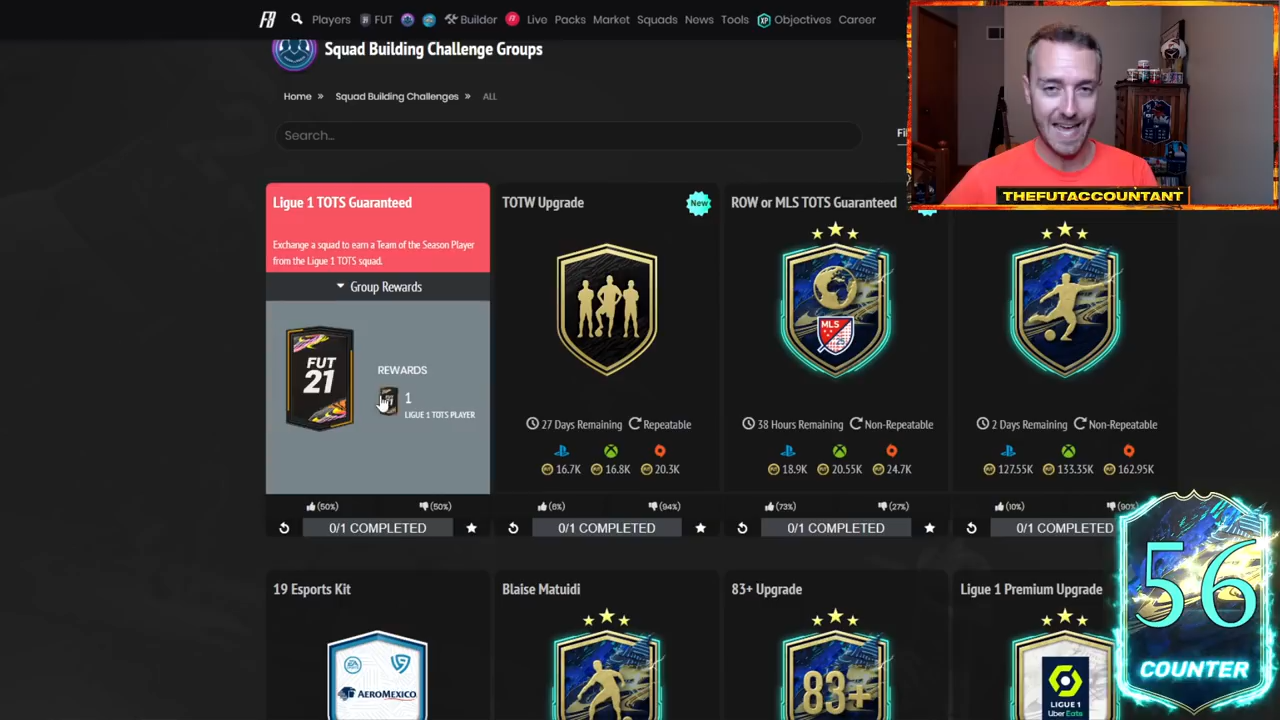 Players FUT Builder Live Packs Market Squads News Tools XP Objectives Career
Squad Building Challenge Groups
Home » Squad Building Challenges » ALL
Search...
THEFUTACCOUNTANT
Ligue 1 TOTS Guaranteed
Exchange a squad to earn a Team of the Season Player
from the Ligue 1 TOTS squad.
Group Rewards
FUT
21
REWARDS
1
LIGUE 1 TOTS PLAYER
(50%) (50%)
0/1 COMPLETED
TOTW Upgrade
New
27 Days Remaining Repeatable
16.7K 16.8K 20.3K
(6%) (94%)
0/1 COMPLETED
ROW or MLS TOTS Guaranteed
MLS
38 Hours Remaining Non-Repeatable
18.9K 20.55K 24.7K
(73%) (27%)
0/1 COMPLETED
2 Days Remaining Non-Repeatable
127.55K 133.35K 162.95K
(10%) (90%)
0/1 COMPLETED
19 Esports Kit
EA
AEROMEXICO
Blaise Matuidi
83+ Upgrade
83+
Ligue 1 Premium Upgrade
LIGUE 1
Uber Eats
56
COUNTER